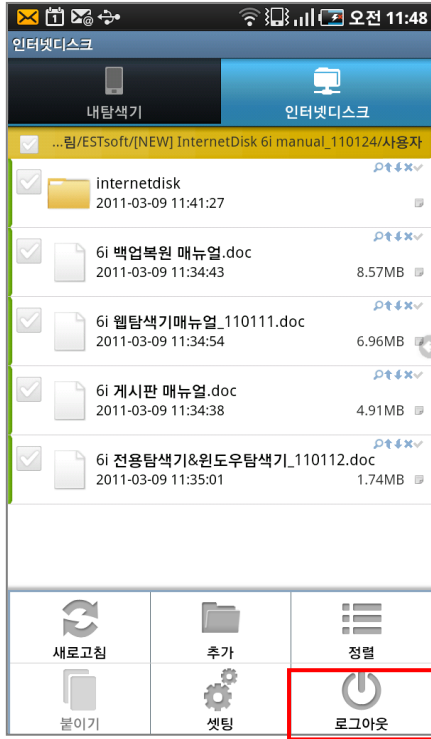 오전 11:48
인터넷디스크
내탐색기
인터넷디스크
...림/ESTsoft/[NEW] InternetDisk 6i manual_110124/사용자
internetdisk
2011-03-09 11:41:27
6i 백업복원 매뉴얼.doc
2011-03-09 11:34:43 8.57MB
6i 웹탐색기매뉴얼_110111.doc
2011-03-09 11:34:54 6.96MB
6i 게시판 매뉴얼.doc
2011-03-09 11:34:38 4.91MB
6i 전용탐색기&윈도우탐색기_110112.doc
2011-03-09 11:35:01 1.74MB
새로고침 추가 정렬
붙이기 셋팅 로그아웃